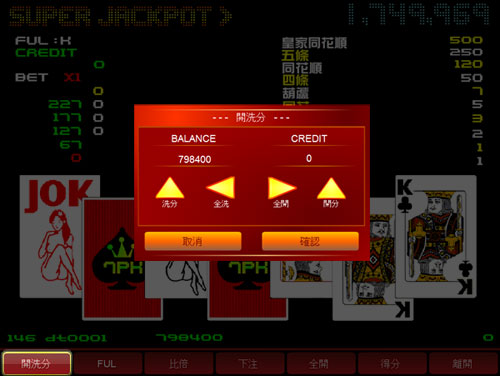 SUPER JACKPOT >
1,749,969
FUL:K
CREDIT
0
BET X1
0
227 0
177 0
127 0
67
0
皇家同花順 500
五條 250
同花順 120
四條 50
葫蘆 7
5
3
2
1
1
--- 開洗分 ---
BALANCE CREDIT
798400 0
洗分 全洗 全開 開分
取消 確認
JOK
7PK
7PK
K
146 dt0001 798400 0
開洗分 FUL 比倍 下注 全開 得分 離開